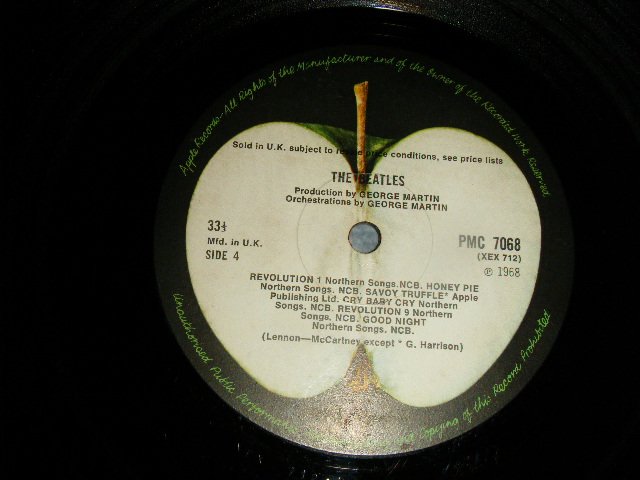 Apple Records-All Rights of the Manufacturer and of the Owner of the Recorded Work Reserved
Sold in U.K. subject to resale price conditions, see price lists
THE BEATLES
Production by GEORGE MARTIN
Orchestrations by GEORGE MARTIN
33⅓
Mfd. in U.K.
SIDE 4
PMC 7068
(XEX 712)
℗ 1968
REVOLUTION 1 Northern Songs.NCB. HONEY PIE
Northern Songs. NCB. SAVOY TRUFFLE* Apple
Publishing Ltd. CRY BABY CRY Northern
Songs. NCB. REVOLUTION 9 Northern
Songs. NCB. GOOD NIGHT
Northern Songs. NCB.
(Lennon—McCartney except * G. Harrison)
Unauthorised Public Performance Copying of this Record Prohibited